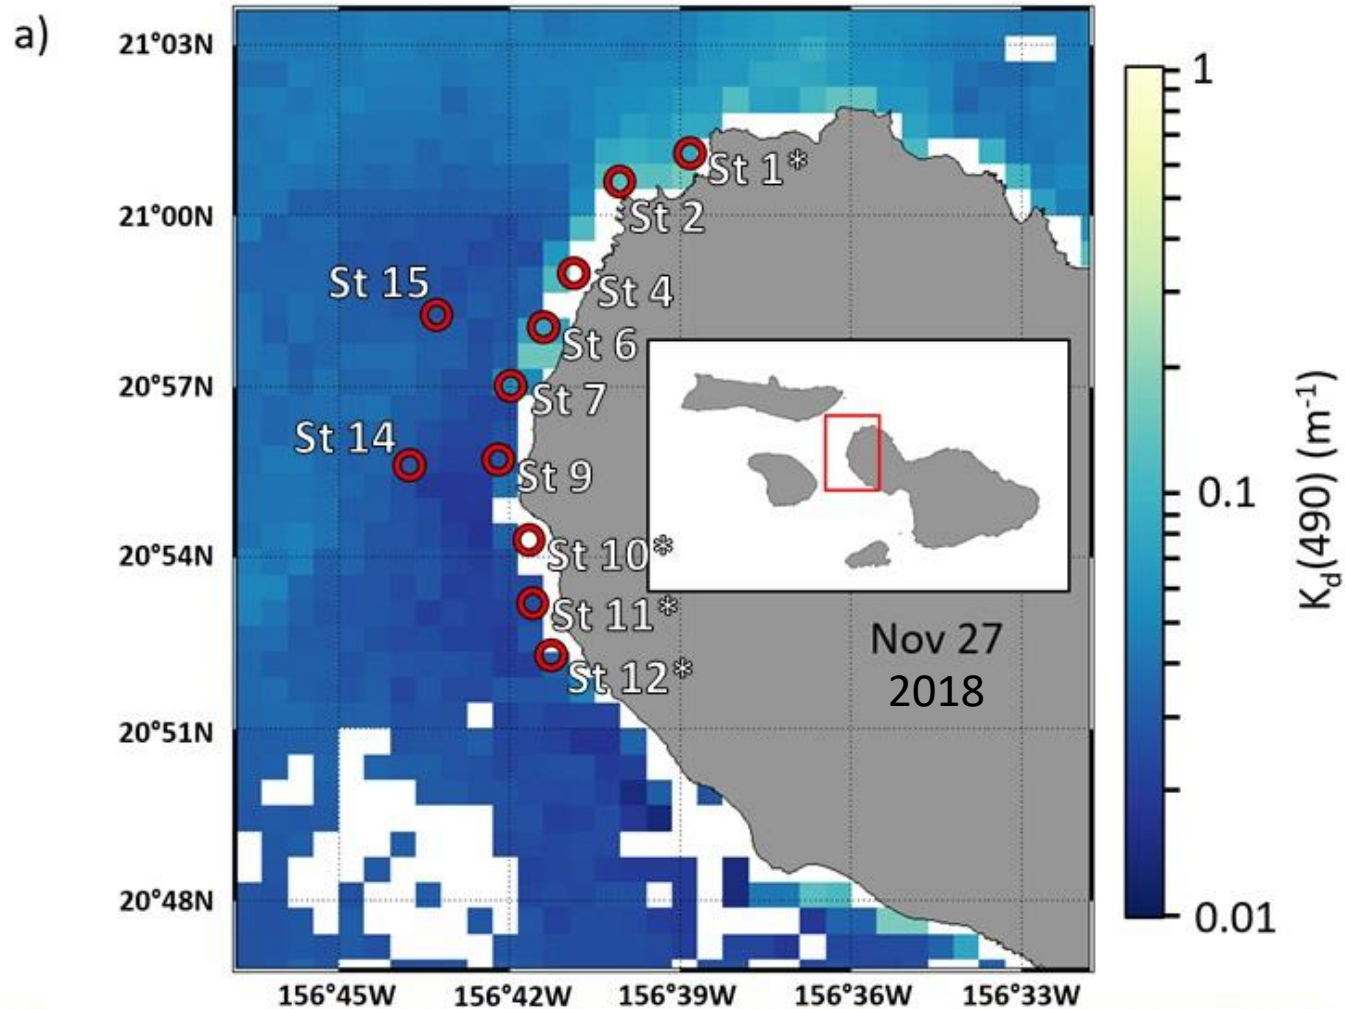 a)
21°03N
21°00N
20°57N
20°54N
20°51N
20°48N
156°45W
156°42W
156°39W
156°36W
156°33W
St 1*
St 2
St 4
St 15
St 6
St 7
St 14
St 9
St 10*
St 11*
St 12*
Nov 27
2018
1
0.1
0.01
Kd(490) (m-1)